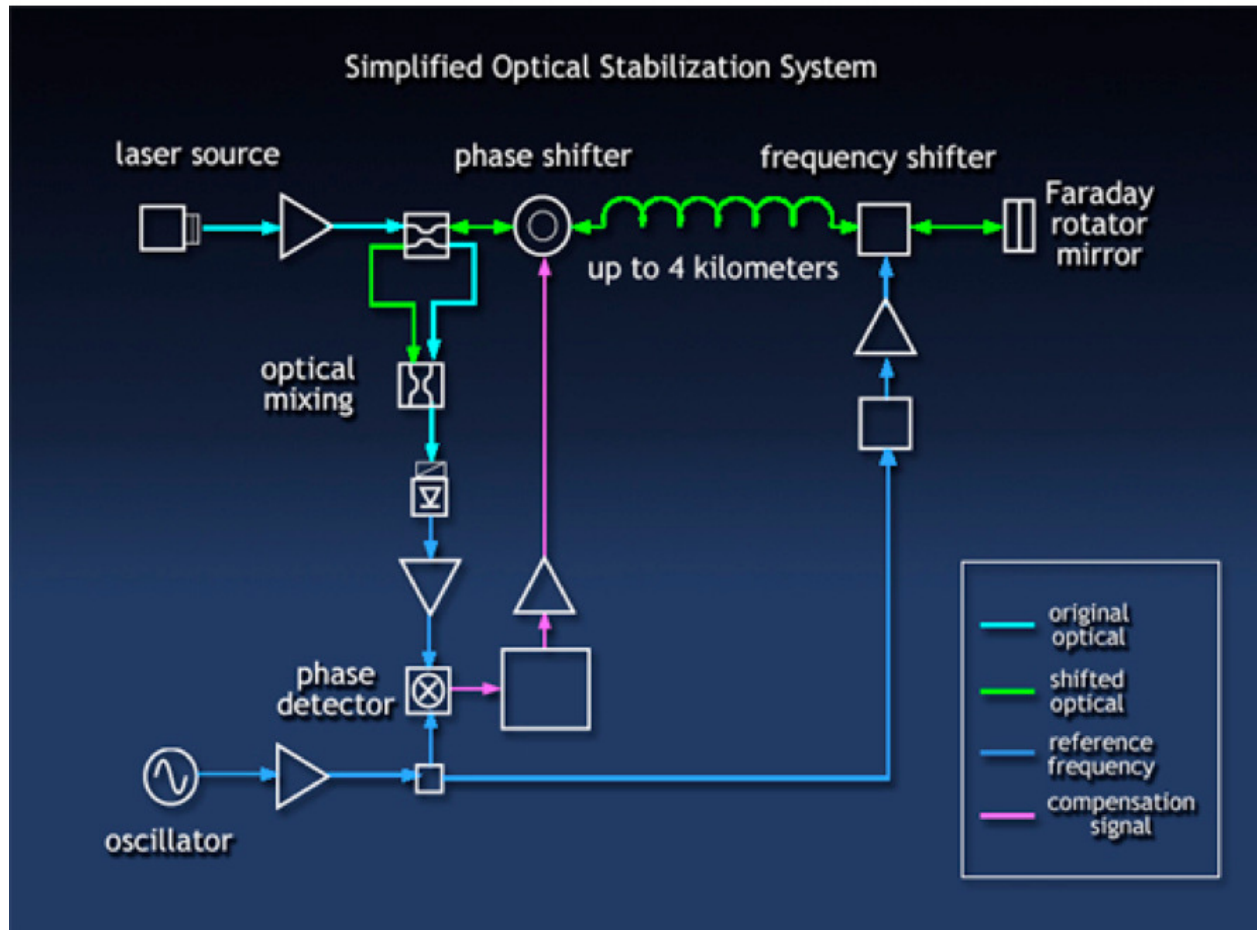 Simplified Optical Stabilization System
laser source
phase shifter
frequency shifter
Faraday
rotator
mirror
up to 4 kilometers
optical
mixing
phase
detector
oscillator
original
optical
shifted
optical
reference
frequency
compensation
signal